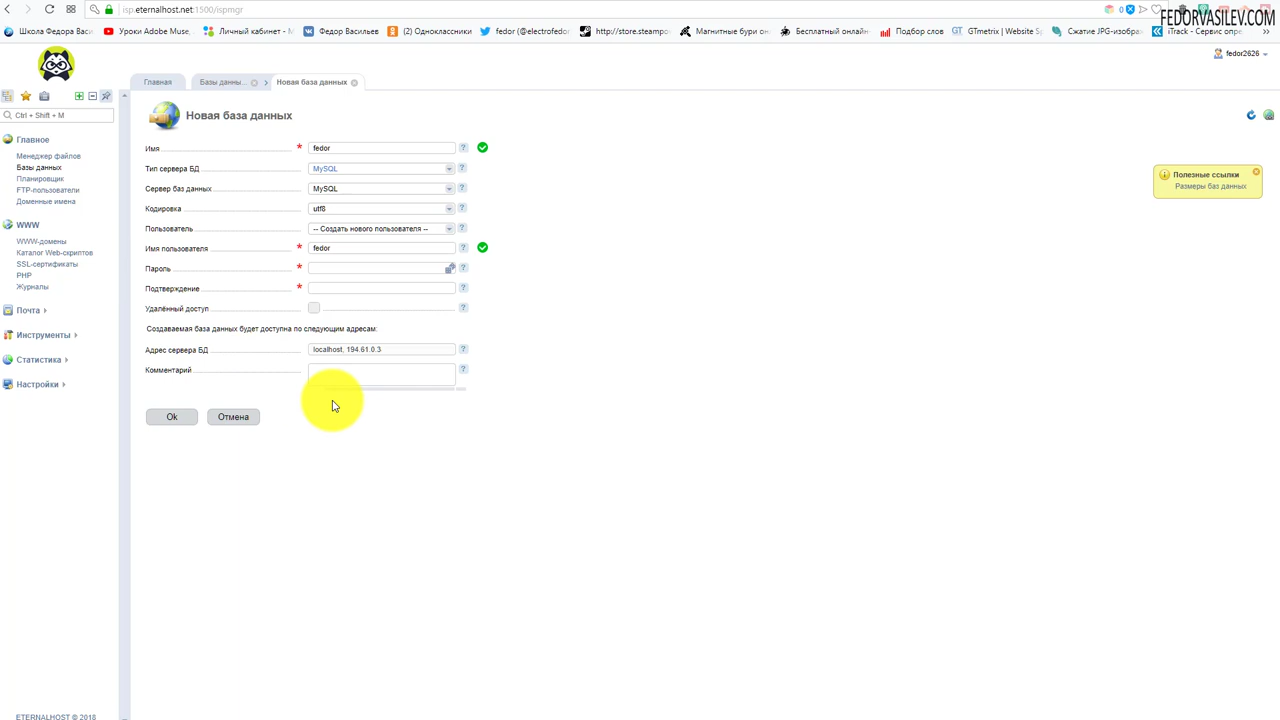 isp.eternalhost.net:1500/ispmgr
FEDORVASILEV.COM
Школа Федора Васи.
Уроки Adobe Muse,
Личный кабинет - М
Федор Васильев
(2) Одноклассники
fedor (@electrofedor
http://store.steampo
Магнитные бури он
Бесплатный онлайн
Подбор слов
GTmetrix | Website S
Сжатие JPG-изобра
iTrack - Сервис опре
fedor2626
Главная
Базы данны...
Новая база данных
Ctrl + Shift + M
Новая база данных
Главное
Менеджер файлов
Базы данных
Планировщик
FTP-пользователи
Доменные имена
WWW
WWW-домены
Каталог Web-скриптов
SSL-сертификаты
PHP
Журналы
Почта
Инструменты
Статистика
Настройки
Имя * fedor ?
Тип сервера БД MySQL ?
Сервер баз данных MySQL ?
Кодировка utf8 ?
Пользователь -- Создать нового пользователя -- ?
Имя пользователя * fedor ?
Пароль * ?
Подтверждение * ?
Удалённый доступ ?
Создаваемая база данных будет доступна по следующим адресам:
Адрес сервера БД localhost, 194.61.0.3 ?
Комментарий ?
Ok
Отмена
Полезные ссылки
Размеры баз данных
ETERNALHOST © 2018